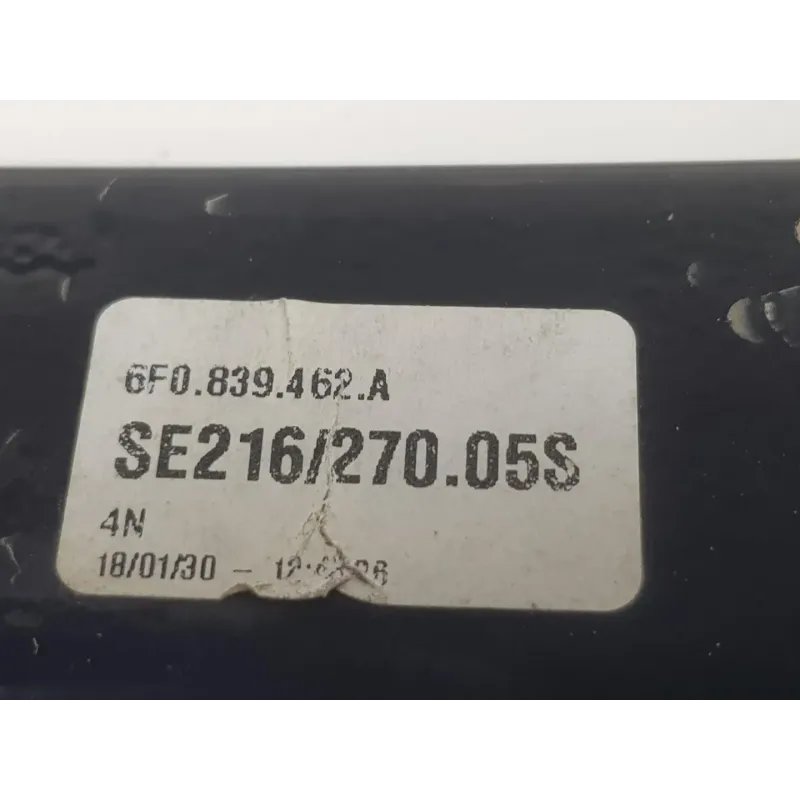 6F0.839.462.A
SE216/270.05S
4N
18/01/30 -